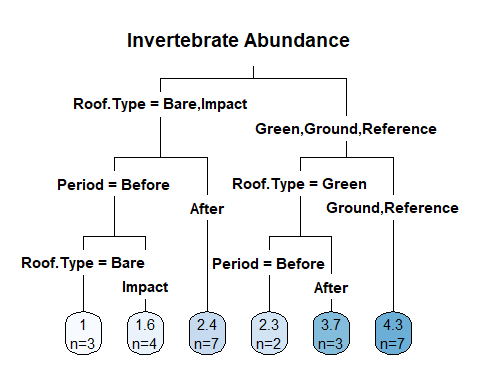 Invertebrate Abundance
Roof.Type = Bare,Impact
Green,Ground,Reference
Period = Before
After
Roof.Type = Green
Ground,Reference
Roof.Type = Bare
Impact
Period = Before
After
1
n=3
1.6
n=4
2.4
n=7
2.3
n=2
3.7
n=3
4.3
n=7